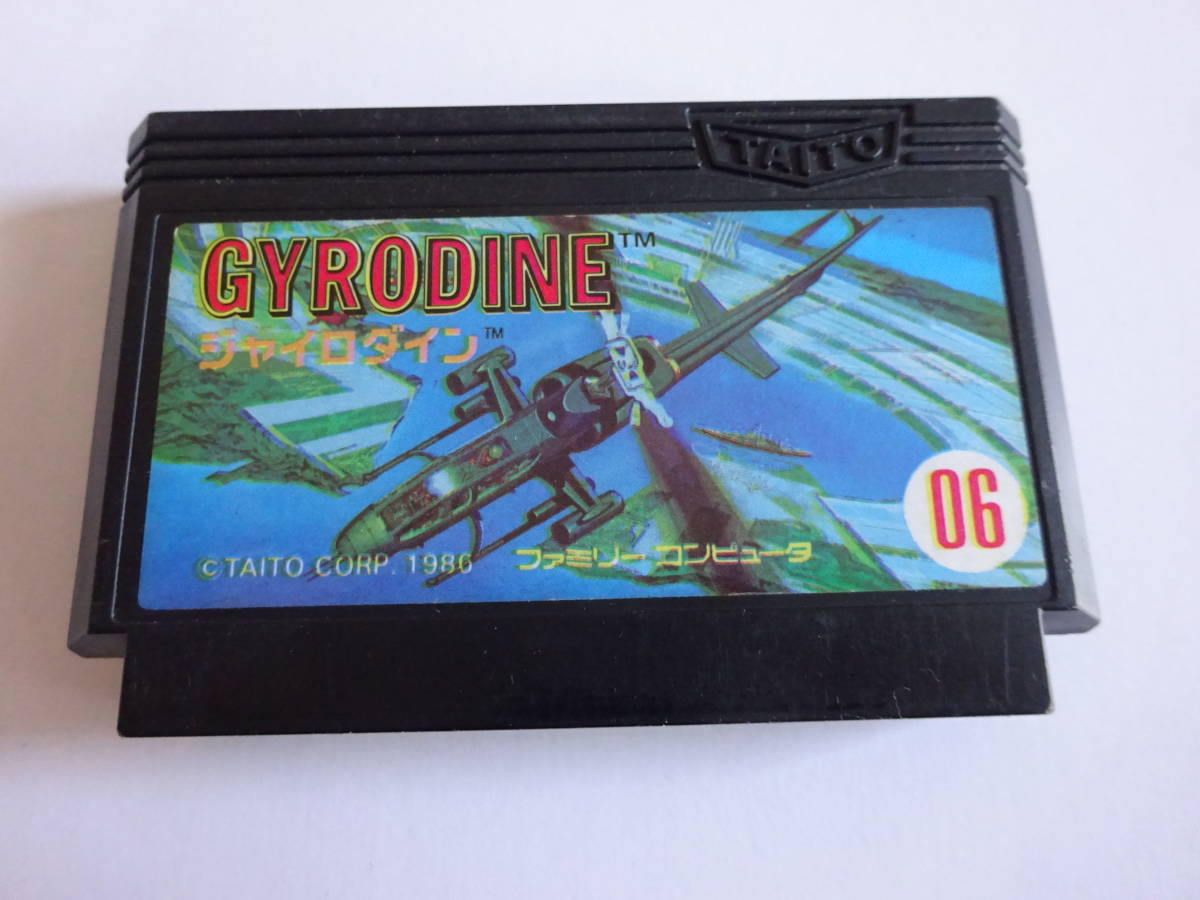 TAITO
GYRODINE™
ジャイロダイン™
06
©TAITO CORP. 1986
ファミリー コンピュータ